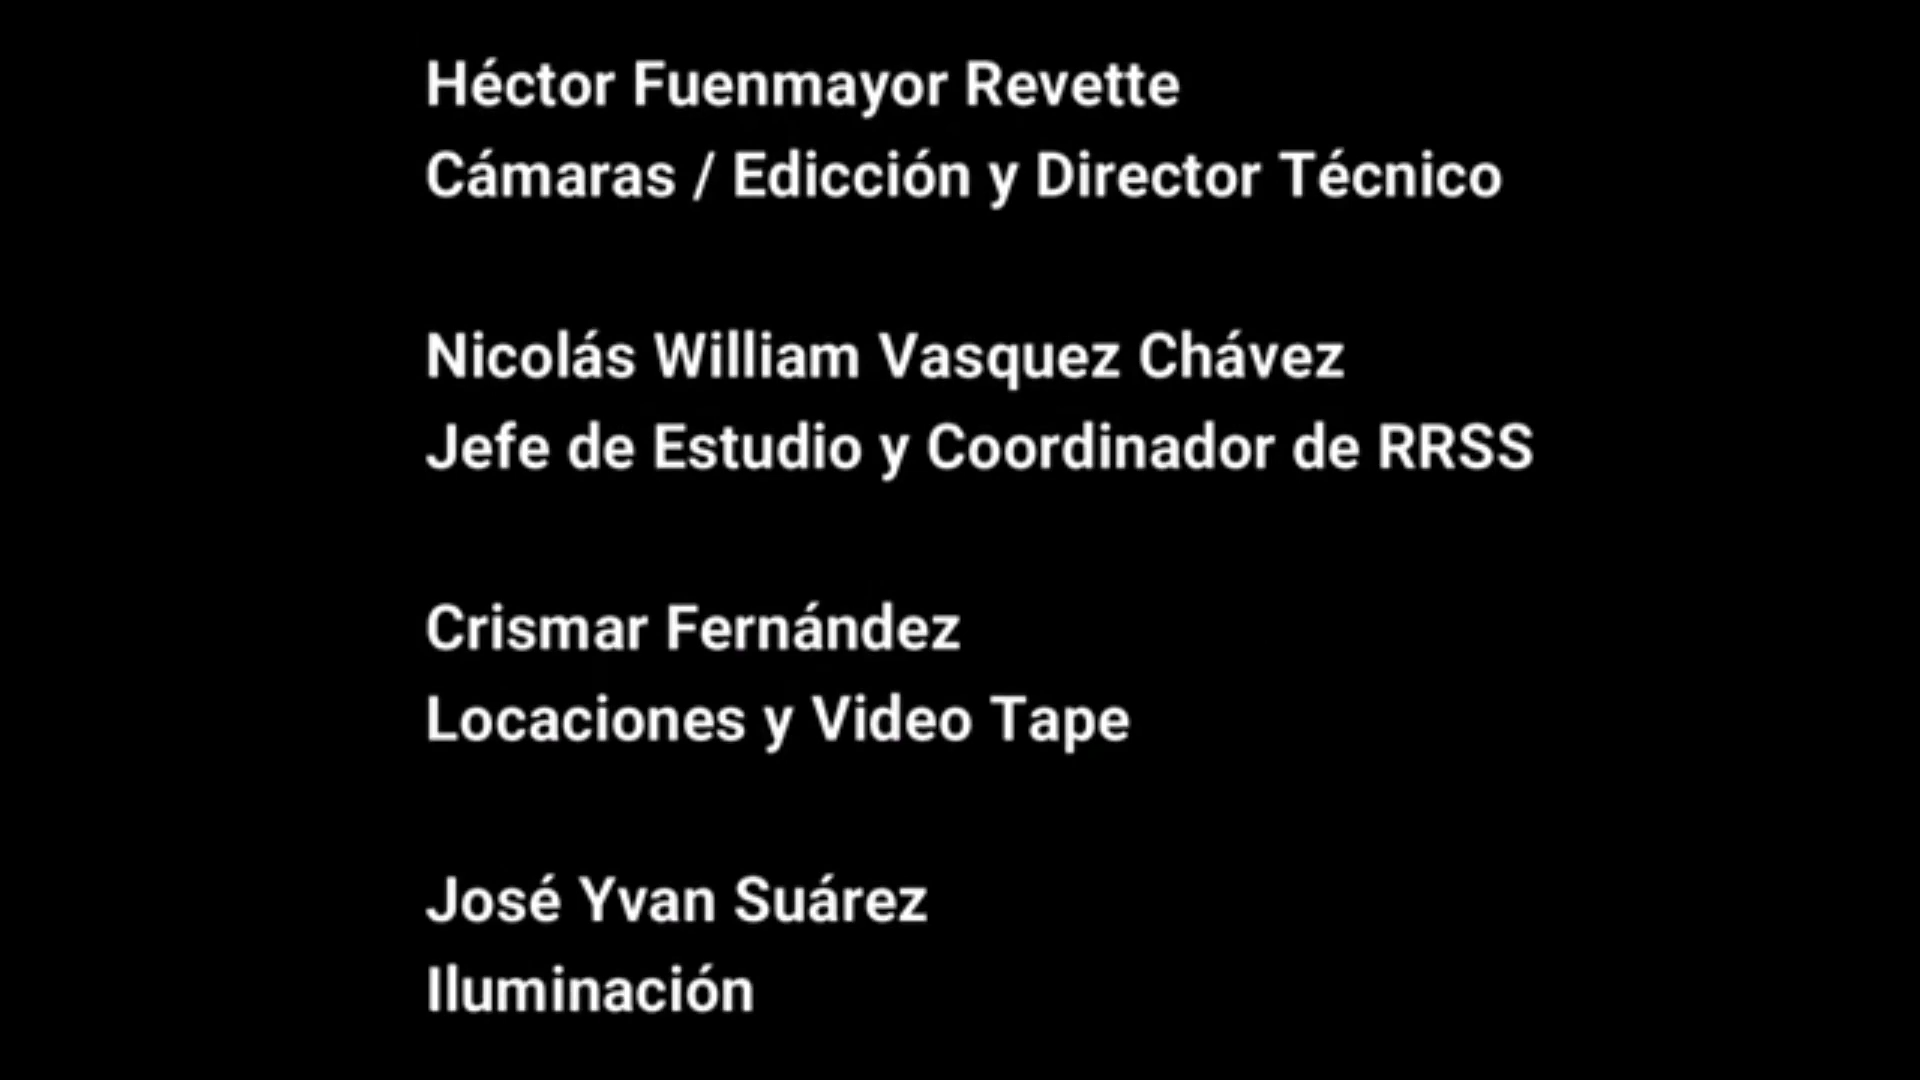 Héctor Fuenmayor Revette
Cámaras / Edicción y Director Técnico
Nicolás William Vasquez Chávez
Jefe de Estudio y Coordinador de RRSS
Crismar Fernández
Locaciones y Video Tape
José Yvan Suárez
Iluminación